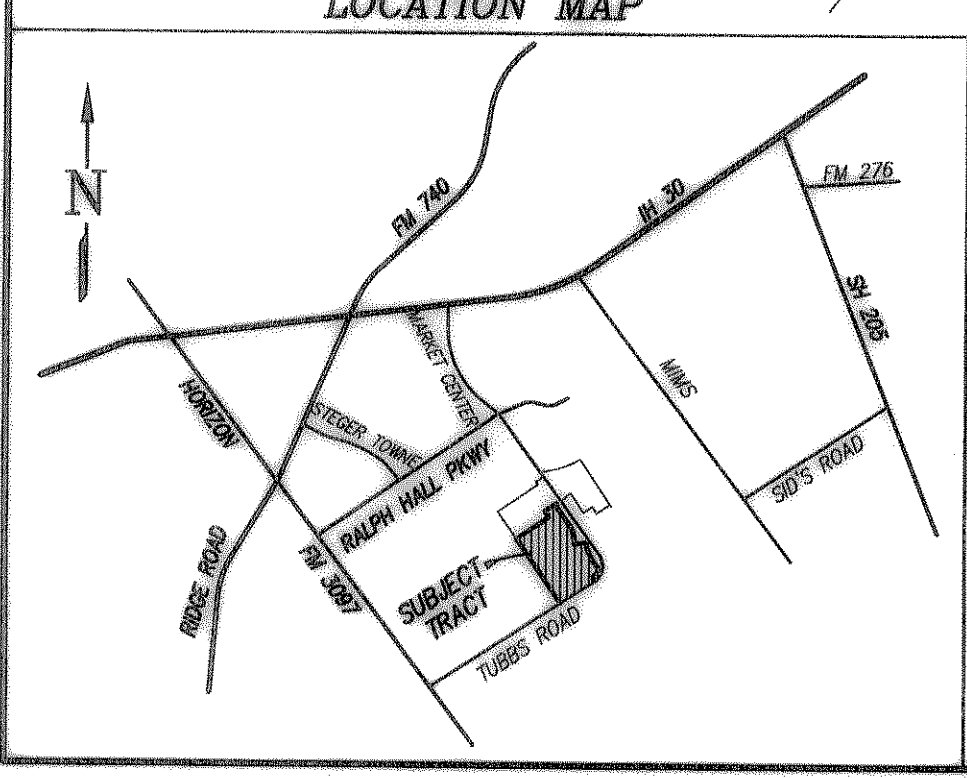 LOCATION MAP
N
FM 740
IH 30
FM 276
SH 205
MARKET CENTER
MIMS
HORIZON
STEGER TOWNE
RALPH HALL PKWY
SID'S ROAD
RIDGE ROAD
FM 3097
SUBJECT
TRACT
TUBBS ROAD